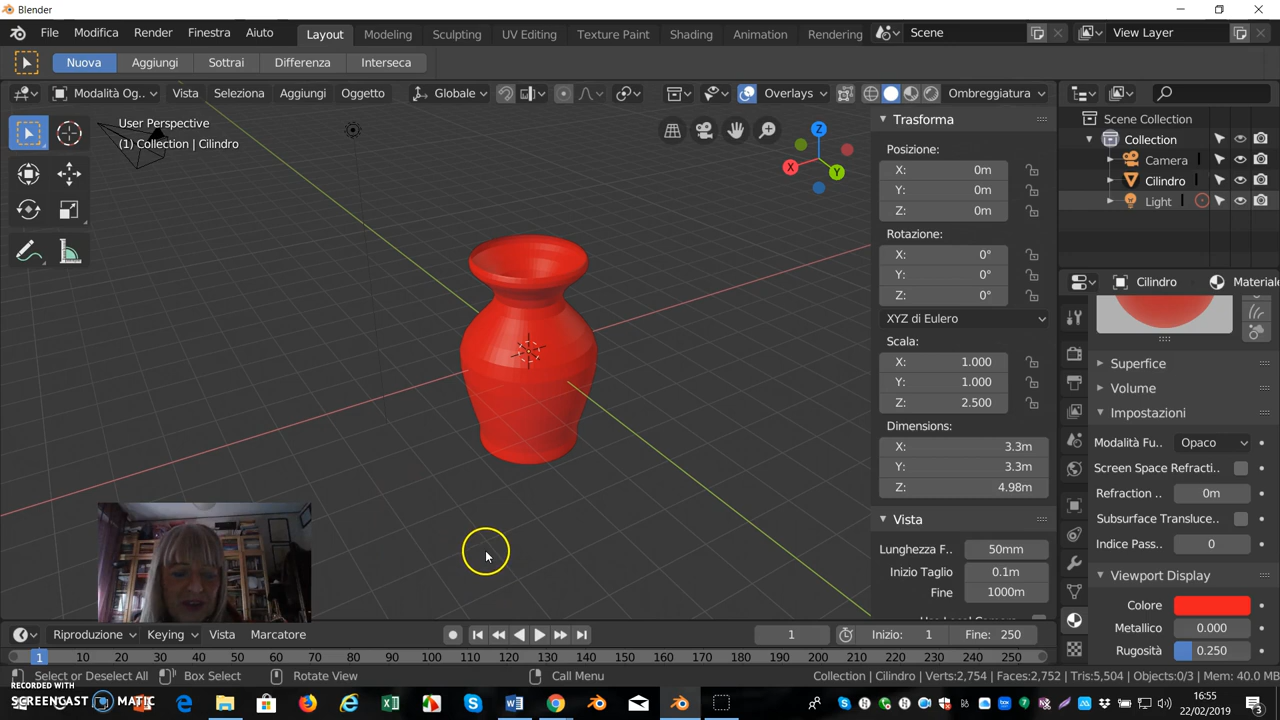 Blender
File Modifica Render Finestra Aiuto Layout Modeling Sculpting UV Editing Texture Paint Shading Animation Rendering Scene View Layer
Nuova Aggiungi Sottrai Differenza Interseca
Modalità Og... Vista Seleziona Aggiungi Oggetto Globale Overlays Ombreggiatura
User Perspective
(1) Collection | Cilindro
Z
X
Y
Trasforma
Posizione:
X: 0m
Y: 0m
Z: 0m
Rotazione:
X: 0°
Y: 0°
Z: 0°
XYZ di Eulero
Scala:
X: 1.000
Y: 1.000
Z: 2.500
Dimensions:
X: 3.3m
Y: 3.3m
Z: 4.98m
Vista
Lunghezza F.. 50mm
Inizio Taglio 0.1m
Fine 1000m
Scene Collection
Collection
Camera
Cilindro
Light
Cilindro Materiale
Superfice
Volume
Impostazioni
Modalità Fu.. Opaco
Screen Space Refracti..
Refraction .. 0m
Subsurface Transluce..
Indice Pass.. 0
Viewport Display
Colore
Metallico 0.000
Rugosità 0.250
Riproduzione Keying Vista Marcatore 1 Inizio: 1 Fine: 250
1 10 20 30 40 50 60 70 80 90 100 110 120 130 140 150 160 170 180 190 200 210 220 230 240 250
Select or Deselect All Box Select Rotate View Call Menu Collection | Cilindro | Verts:2,754 | Faces:2,752 | Tris:5,504 | Objects:0/3 | Mem: 40.0 MB
RECORDED WITH
SCREENCAST MATIC
16:55
22/02/2019
3